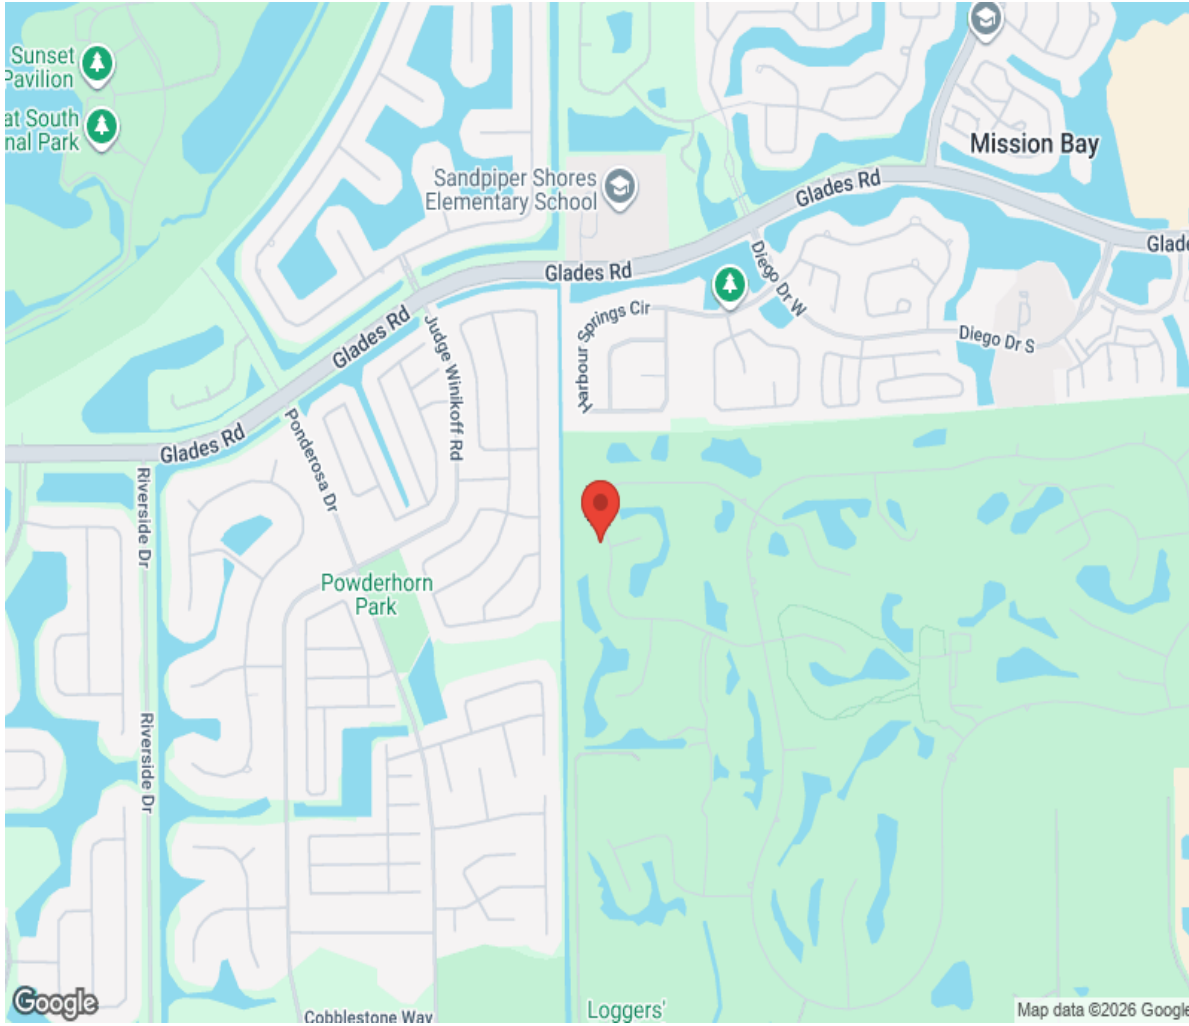 Sunset
Pavilion
at South
nal Park
Mission Bay
Sandpiper Shores
Elementary School
Glades Rd
Glades Rd
Glade
Diego Dr W
Harbour Springs Cir
Glades Rd
Judge Winikoff Rd
Diego Dr S
Glades Rd
Ponderosa Dr
Riverside Dr
Powderhorn
Park
Riverside Dr
Google
Cobblestone Way
Loggers'
Map data ©2026 Google